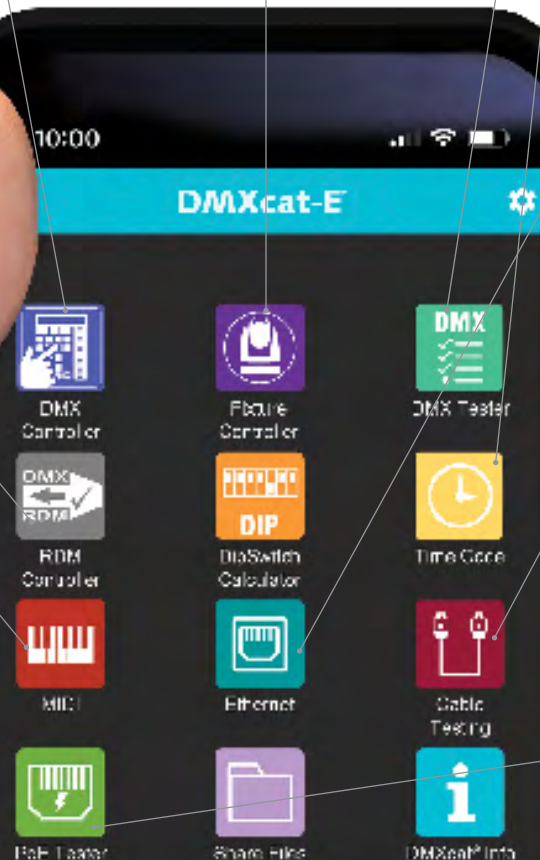 10:00
DMXcat-E
DMX
DMX Tester
DMX
Controller
Fixture
Controller
DMX
RDM
DIP
RDM
Controller
DipSwitch
Calculator
Time Code
MIDI
Ethernet
Cable
Testing
PoE Tester
Share Files
DMXcat® Info